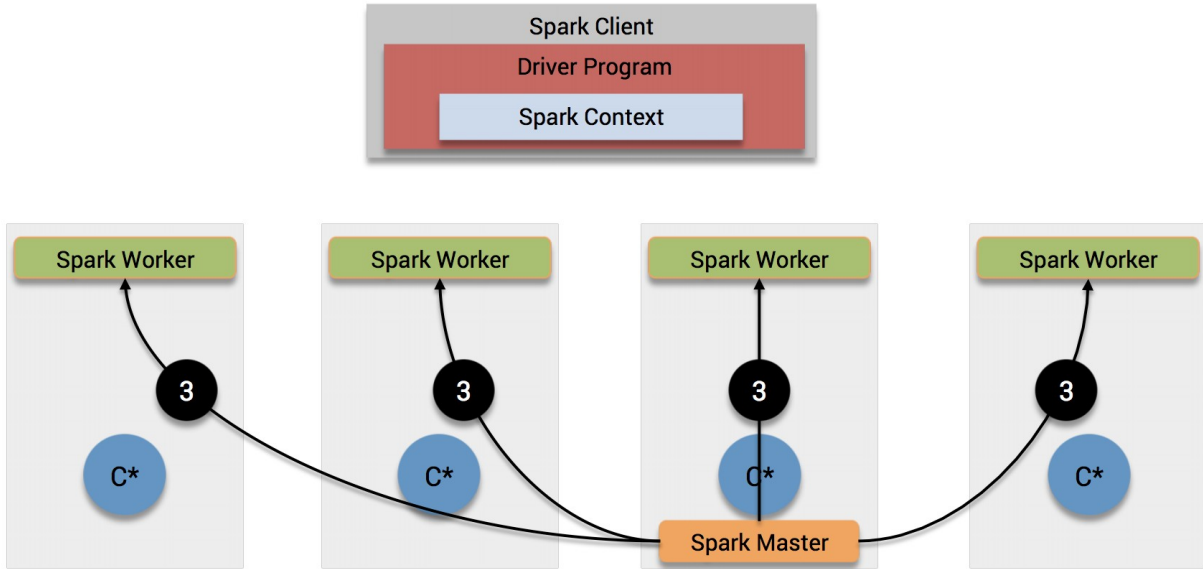 Spark Client
Driver Program
Spark Context
Spark Worker Spark Worker Spark Worker Spark Worker
3 3 3 3
C* C* C* C*
Spark Master